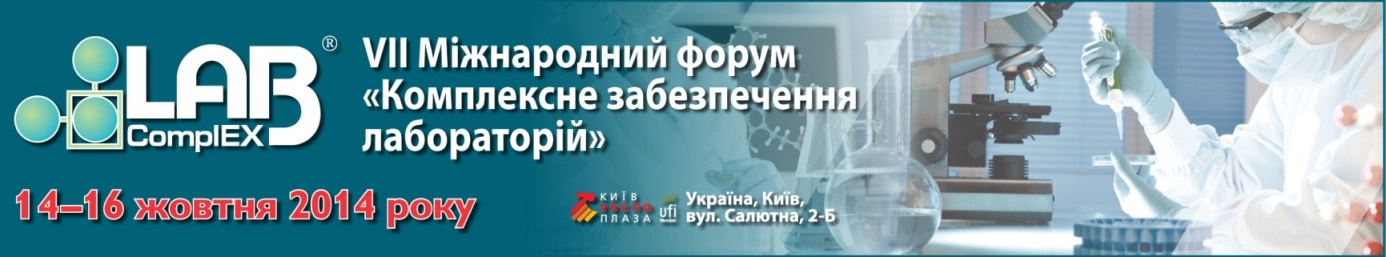 LAB®
ComplEX
VII Міжнародний форум
«Комплексне забезпечення
лабораторій»
14–16 жовтня 2014 року
КИЇВ
ЕКСПО
ПЛАЗА
ufi
Member
Україна, Київ,
вул. Салютна, 2-Б